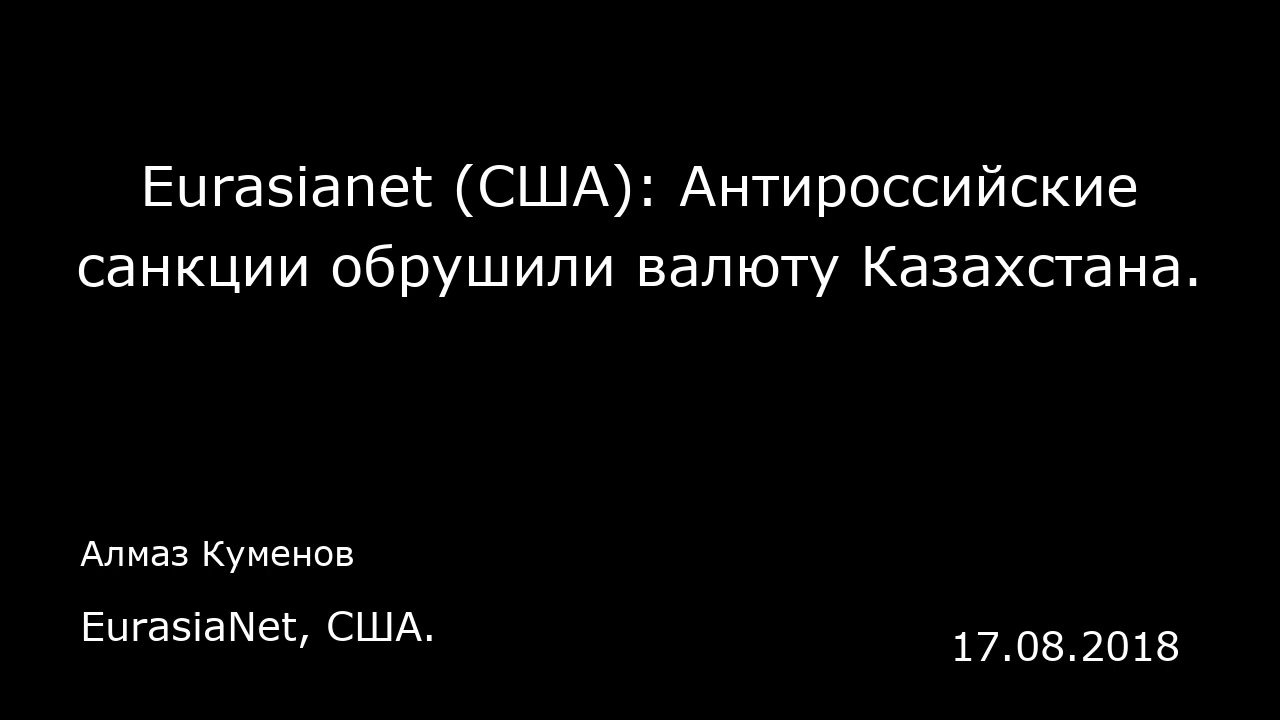 Eurasianet (США): Антироссийские
санкции обрушили валюту Казахстана.
Алмаз Куменов
EurasiaNet, США.
17.08.2018